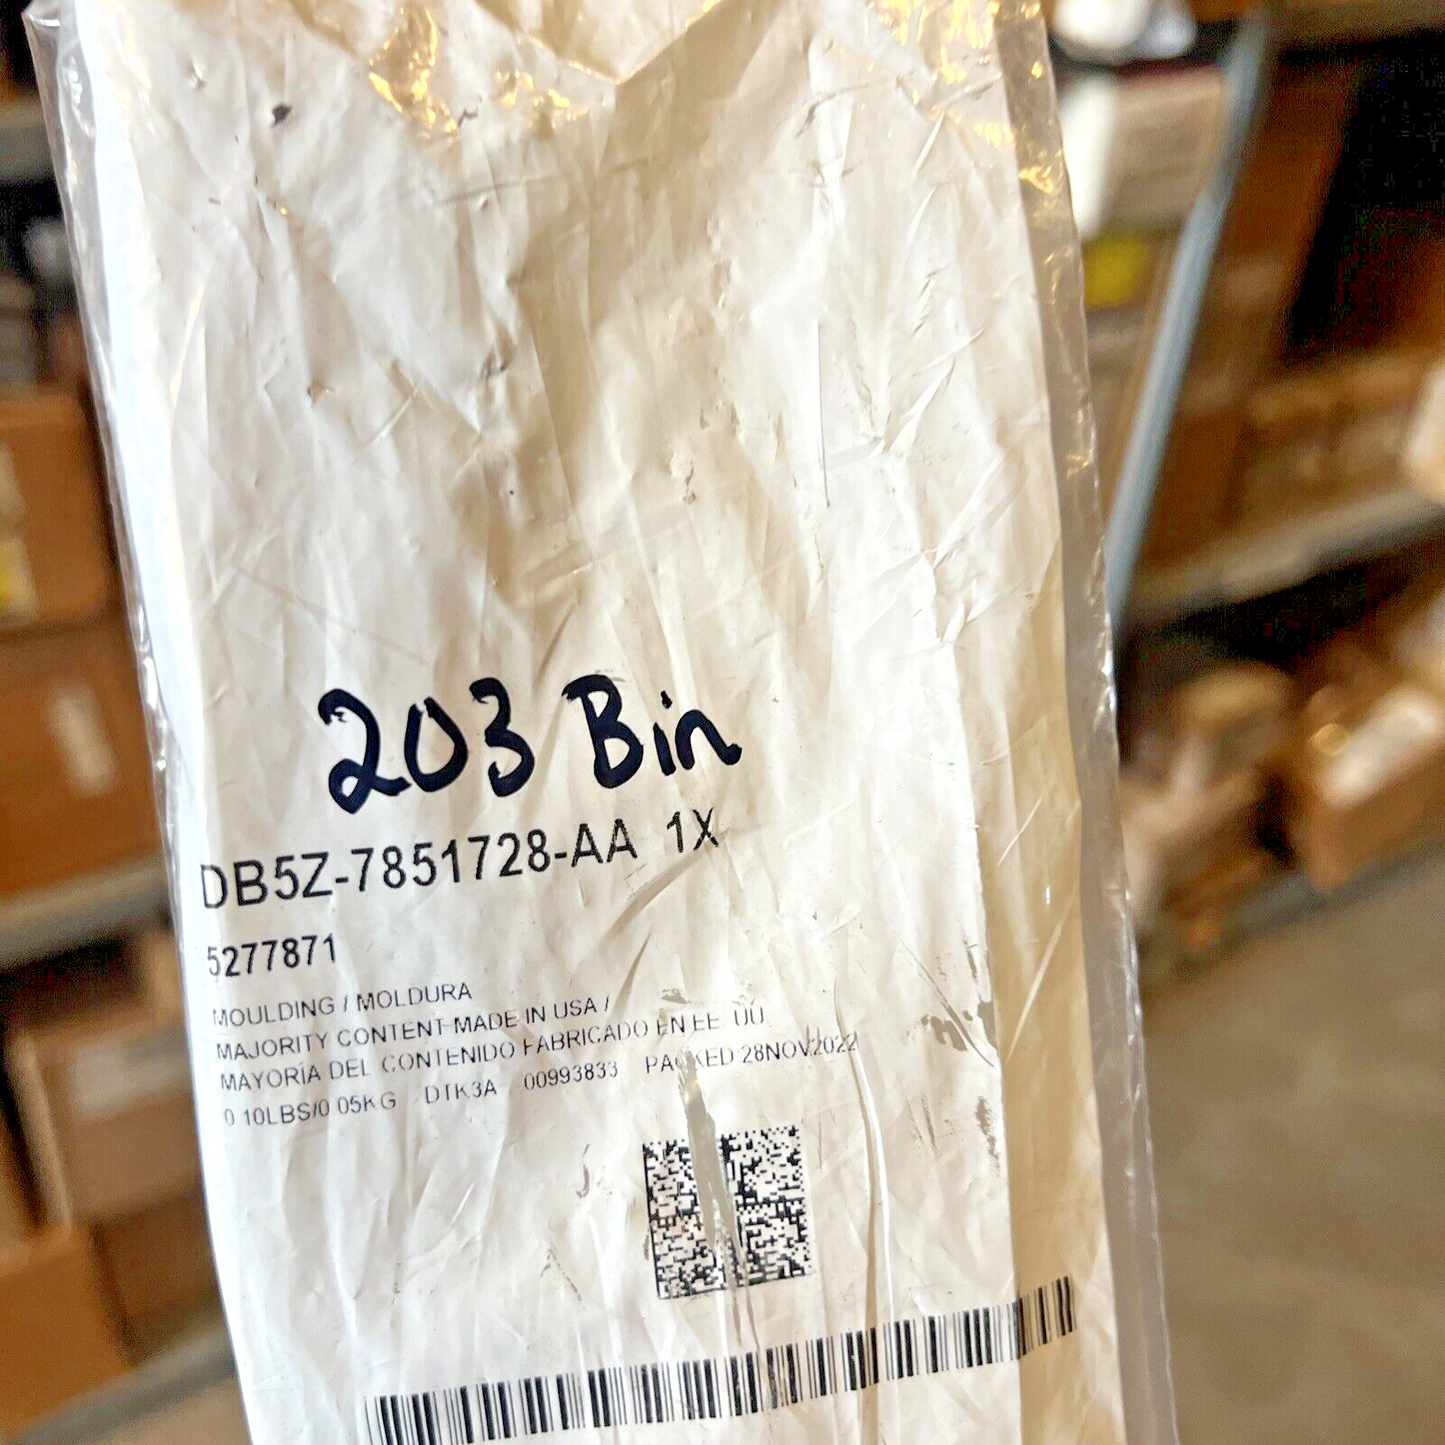 203 Bin
DB5Z-7851728-AA 1X
5277871
MOULDING / MOLDURA
MAJORITY CONTENT MADE IN USA /
MAYORÍA DEL CONTENIDO FABRICADO EN EE UU
0.10LBS/0.05KG DTK3A 00993833 PACKED:28NOV2022